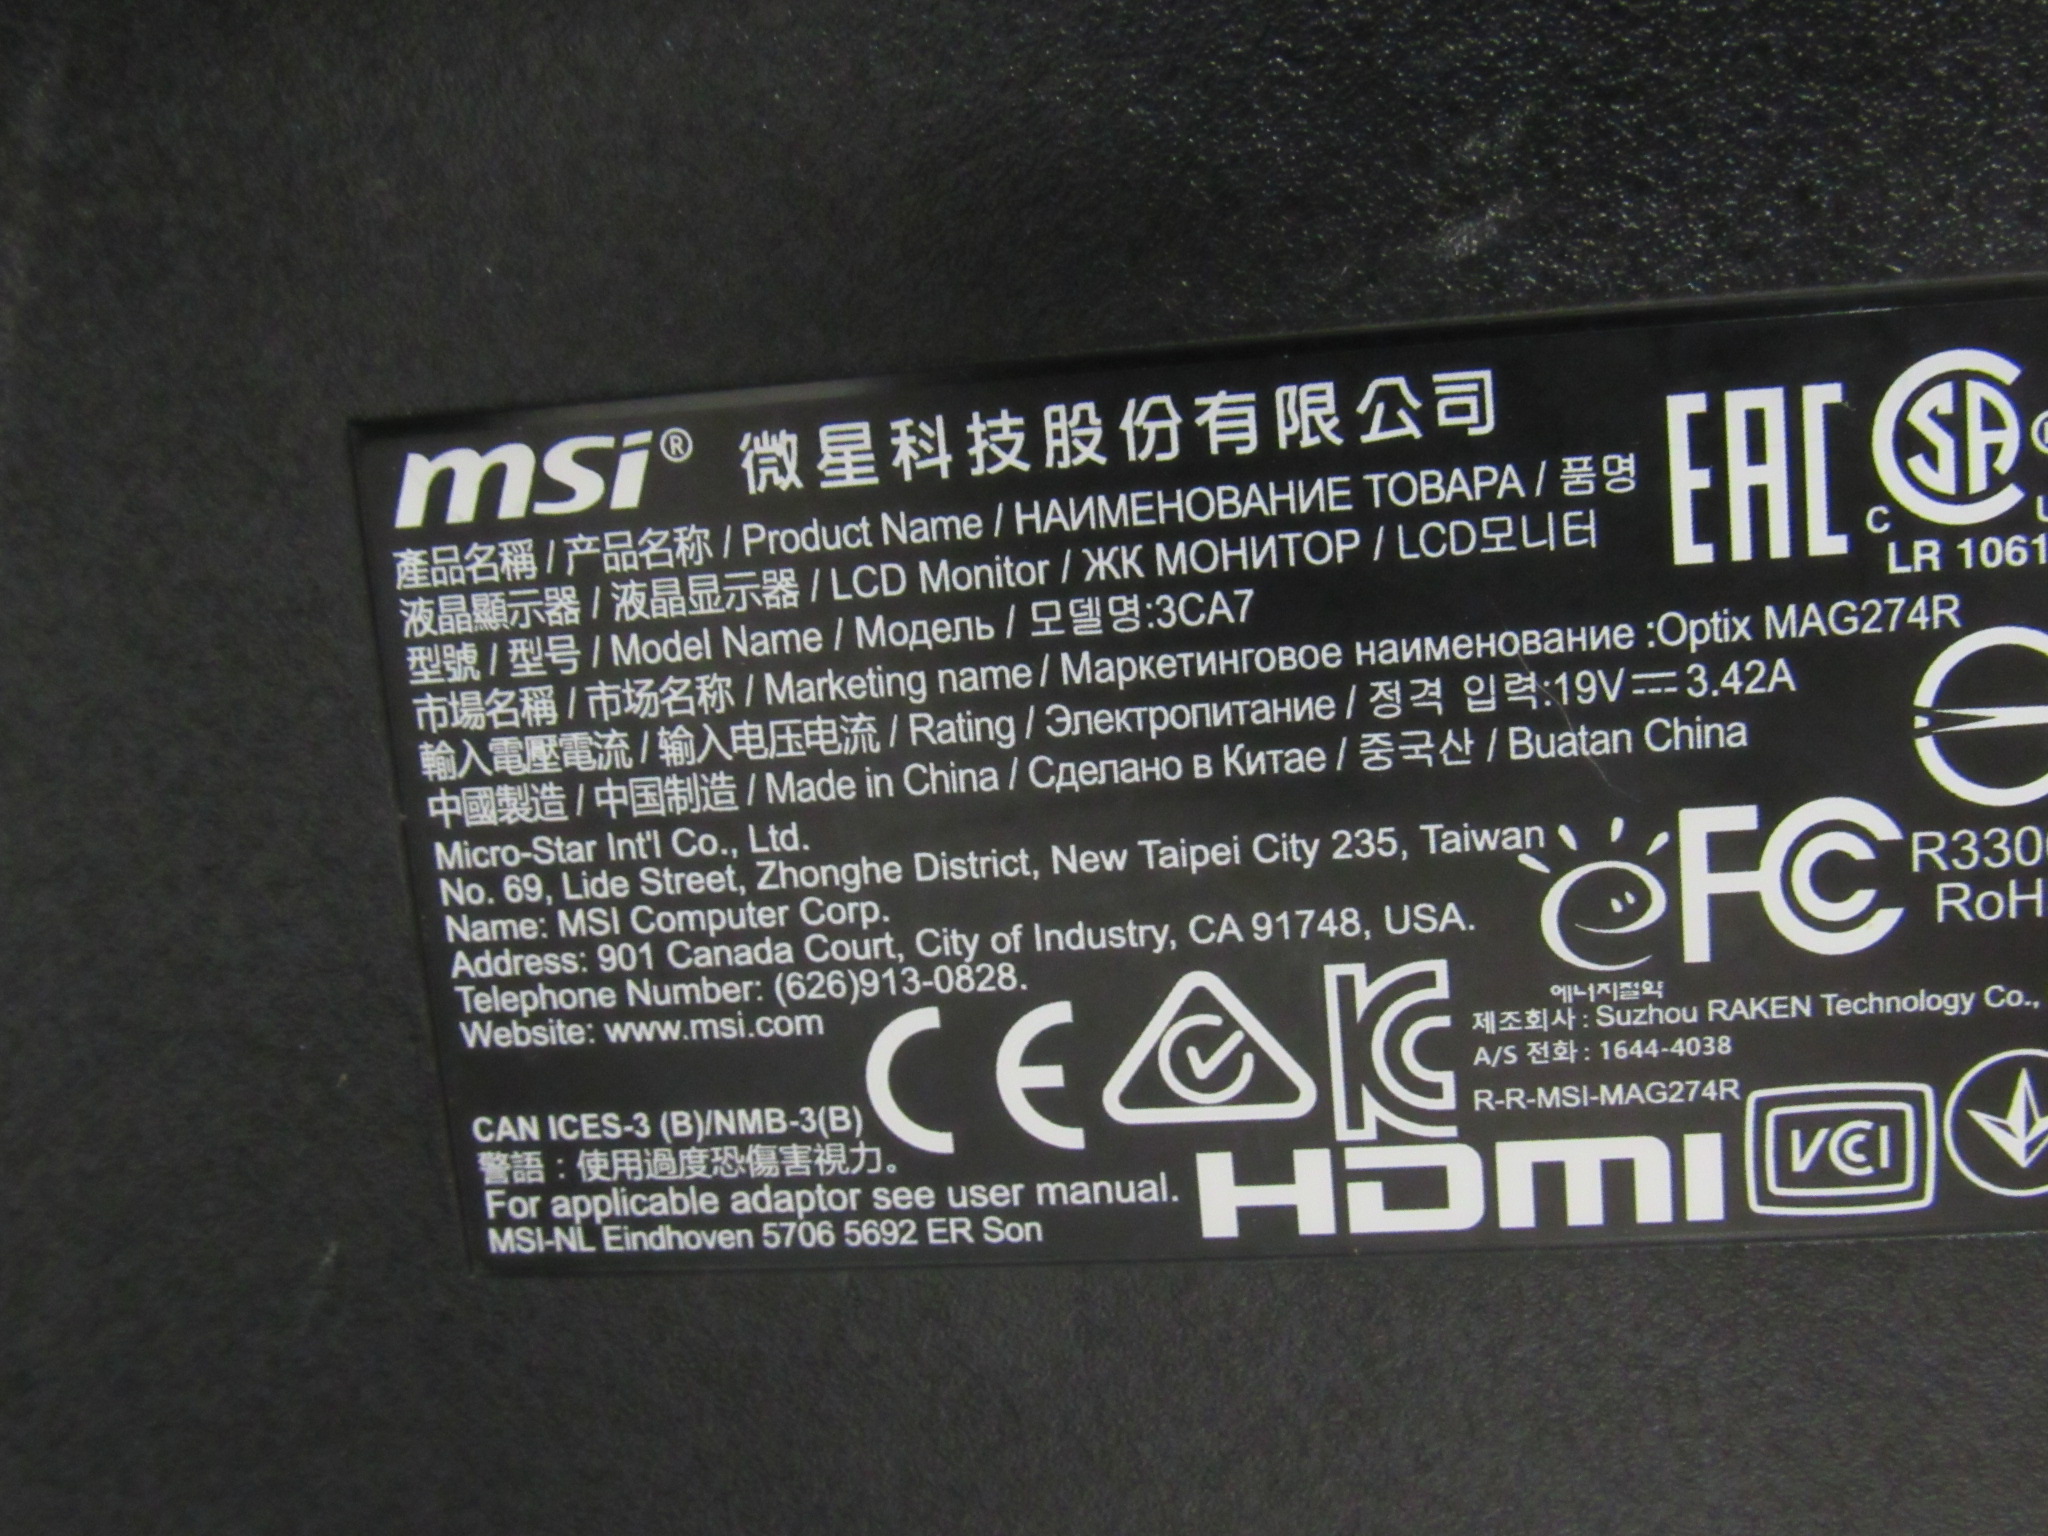 msi® 微星科技股份有限公司
產品名稱 / 产品名称 / Product Name / НАИМЕНОВАНИЕ ТОВАРА / 품명
液晶顯示器 / 液晶显示器 / LCD Monitor / ЖК МОНИТОР / LCD모니터
型號 / 型号 / Model Name / Модель / 모델명:3CA7
市場名稱 / 市场名称 / Marketing name / Маркетинговое наименование :Optix MAG274R
輸入電壓電流 / 输入电压电流 / Rating / Электропитание / 정격 입력:19V⎓3.42A
中國製造 / 中国制造 / Made in China / Сделано в Китае / 중국산 / Buatan China
Micro-Star Int'l Co., Ltd.
No. 69, Lide Street, Zhonghe District, New Taipei City 235, Taiwan
Name: MSI Computer Corp.
Address: 901 Canada Court, City of Industry, CA 91748, USA.
Telephone Number: (626)913-0828.
Website: www.msi.com
CAN ICES-3 (B)/NMB-3(B)
警語：使用過度恐傷害視力。
For applicable adaptor see user manual.
MSI-NL Eindhoven 5706 5692 ER Son
EAC
C SA
LR 1061
FC
R330
RoH
에너지절약
CE
KC
제조회사 : Suzhou RAKEN Technology Co.,
A/S 전화 : 1644-4038
R-R-MSI-MAG274R
HDMI
VCCI